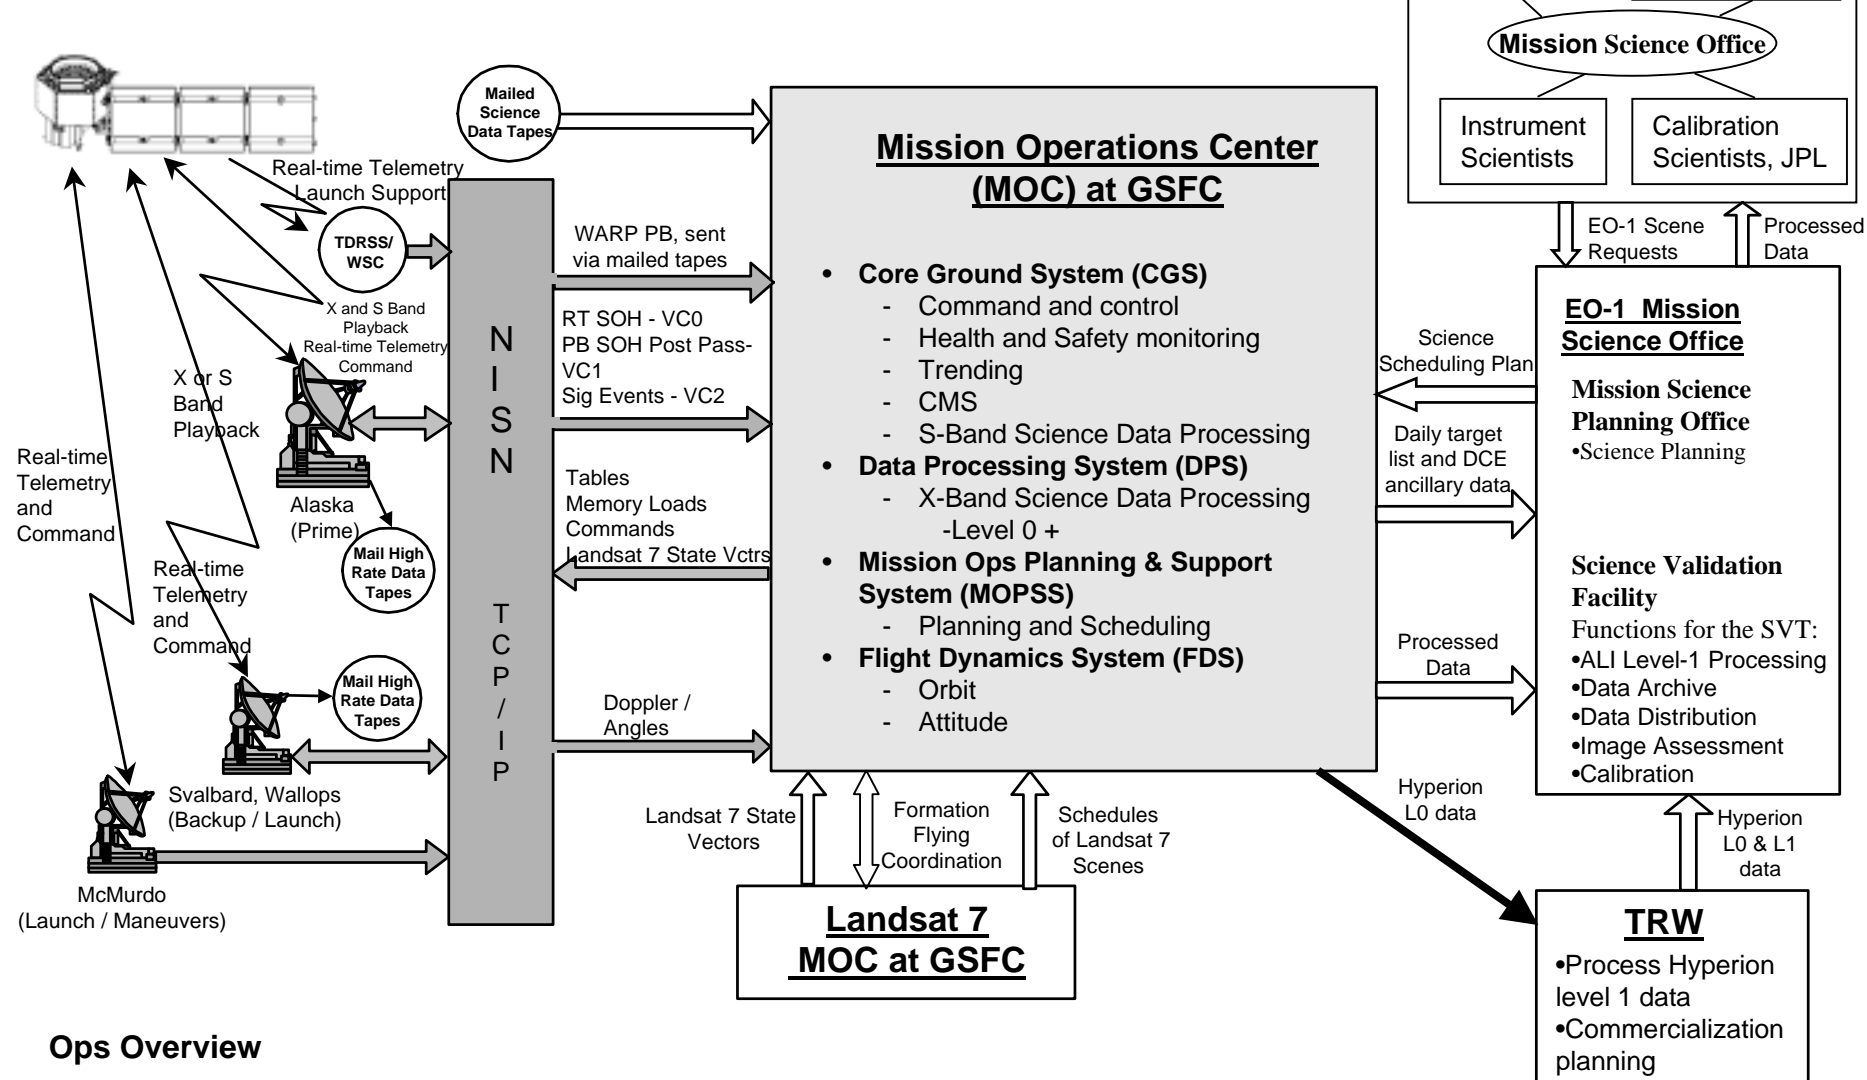 Mission Science Office
Instrument
Scientists
Calibration
Scientists, JPL
Mailed
Science
Data Tapes
Real-time Telemetry
Launch Support
TDRSS/
WSC
X and S Band
Playback
Real-time Telemetry
Command
X or S
Band
Playback
Real-time
Telemetry
and
Command
Alaska
(Prime)
Mail High
Rate Data
Tapes
Real-time
Telemetry
and
Command
Mail High
Rate Data
Tapes
Svalbard, Wallops
(Backup / Launch)
McMurdo
(Launch / Maneuvers)
N
I
S
N
T
C
P
/
I
P
WARP PB, sent
via mailed tapes
RT SOH - VC0
PB SOH Post Pass-
VC1
Sig Events - VC2
Tables
Memory Loads
Commands
Landsat 7 State Vctrs
Doppler /
Angles
Mission Operations Center
(MOC) at GSFC
• Core Ground System (CGS)
- Command and control
- Health and Safety monitoring
- Trending
- CMS
- S-Band Science Data Processing
• Data Processing System (DPS)
- X-Band Science Data Processing
-Level 0 +
• Mission Ops Planning & Support
System (MOPSS)
- Planning and Scheduling
• Flight Dynamics System (FDS)
- Orbit
- Attitude
EO-1 Scene
Requests
Processed
Data
Science
Scheduling Plan
Daily target
list and DCE
ancillary data
Processed
Data
EO-1 Mission
Science Office
Mission Science
Planning Office
•Science Planning
Science Validation
Facility
Functions for the SVT:
•ALI Level-1 Processing
•Data Archive
•Data Distribution
•Image Assessment
•Calibration
Landsat 7 State
Vectors
Formation
Flying
Coordination
Schedules
of Landsat 7
Scenes
Hyperion
L0 data
Hyperion
L0 & L1
data
Landsat 7
MOC at GSFC
TRW
•Process Hyperion
level 1 data
•Commercialization
planning
Ops Overview